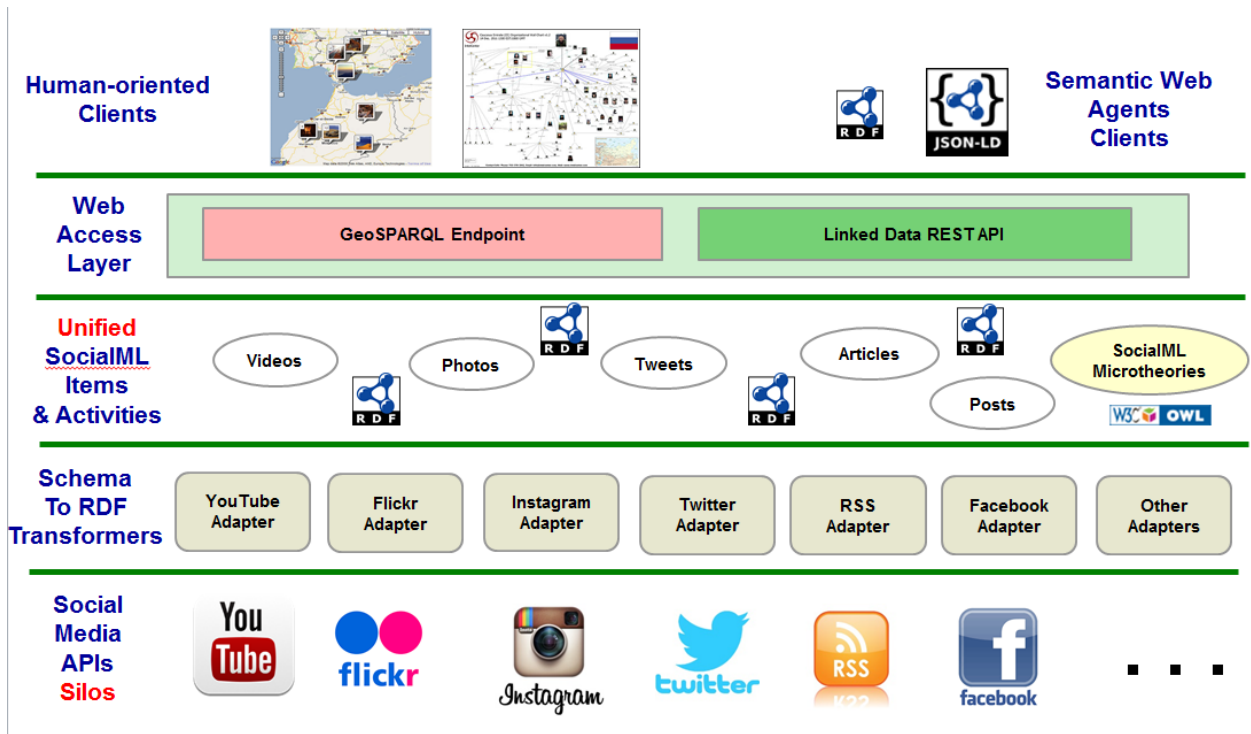 Human-oriented
Clients
RDF
JSON-LD
Semantic Web
Agents
Clients
Web
Access
Layer
GeoSPARQL Endpoint
Linked Data REST API
Unified
SocialML
Items
& Activities
Videos
RDF
Photos
RDF
Tweets
RDF
Articles
RDF
Posts
SocialML
Microtheories
W3C OWL
Schema
To RDF
Transformers
YouTube
Adapter
Flickr
Adapter
Instagram
Adapter
Twitter
Adapter
RSS
Adapter
Facebook
Adapter
Other
Adapters
Social
Media
APIs
Silos
You
Tube
flickr
Instagram
twitter
RSS
facebook
. . .